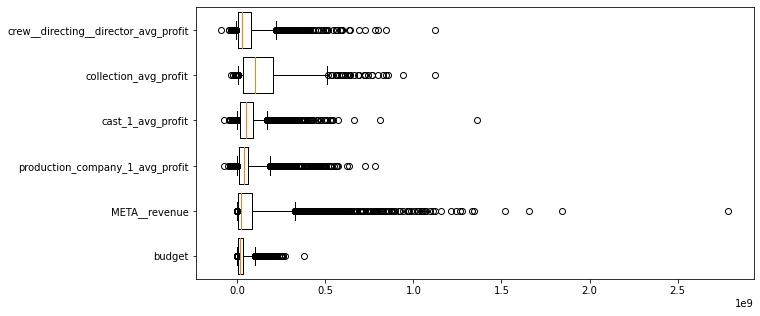 crew__directing__director_avg_profit
collection_avg_profit
cast_1_avg_profit
production_company_1_avg_profit
META__revenue
budget
0.0 0.5 1.0 1.5 2.0 2.5
1e9